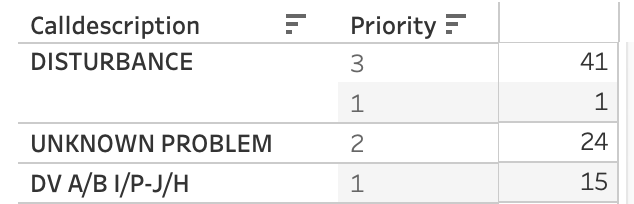 Calldescription Priority
DISTURBANCE 3 41
1 1
UNKNOWN PROBLEM 2 24
DV A/B I/P-J/H 1 15